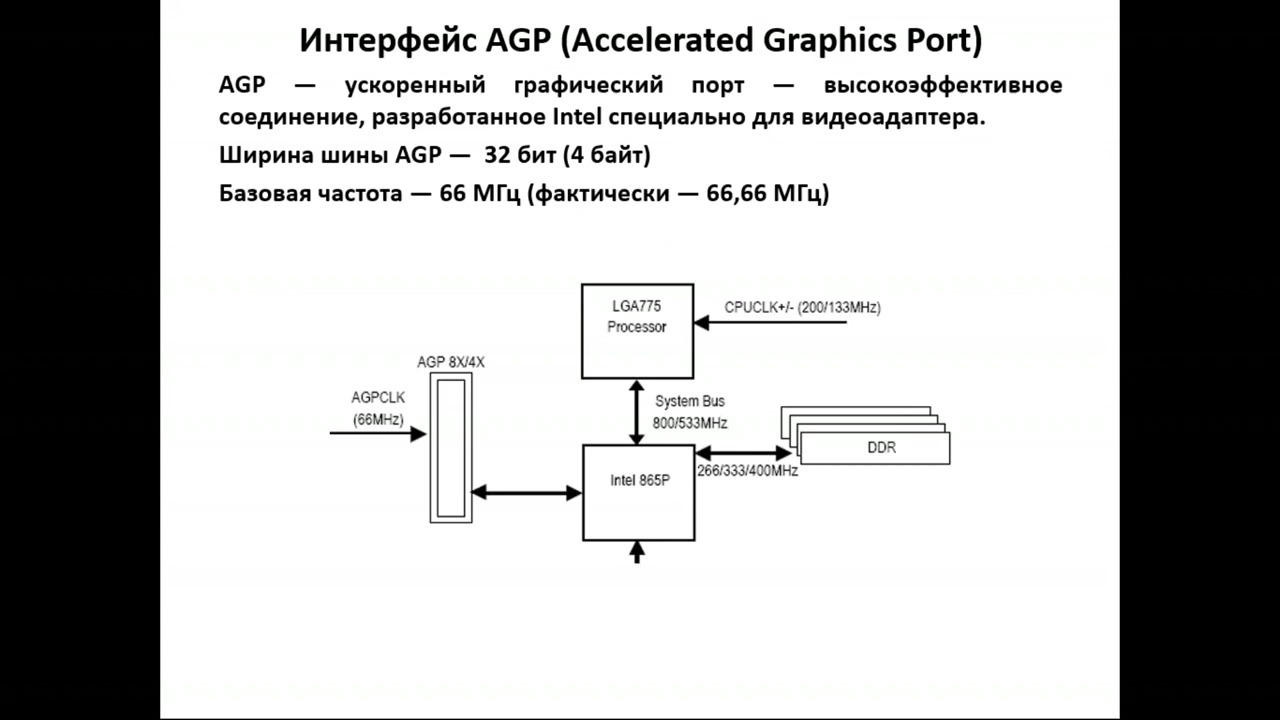 Интерфейс AGP (Accelerated Graphics Port)
AGP — ускоренный графический порт — высокоэффективное
соединение, разработанное Intel специально для видеоадаптера.
Ширина шины AGP — 32 бит (4 байт)
Базовая частота — 66 МГц (фактически — 66,66 МГц)
LGA775
Processor
CPUCLK+/- (200/133MHz)
AGP 8X/4X
AGPCLK
(66MHz)
System Bus
800/533MHz
DDR
266/333/400MHz
Intel 865P